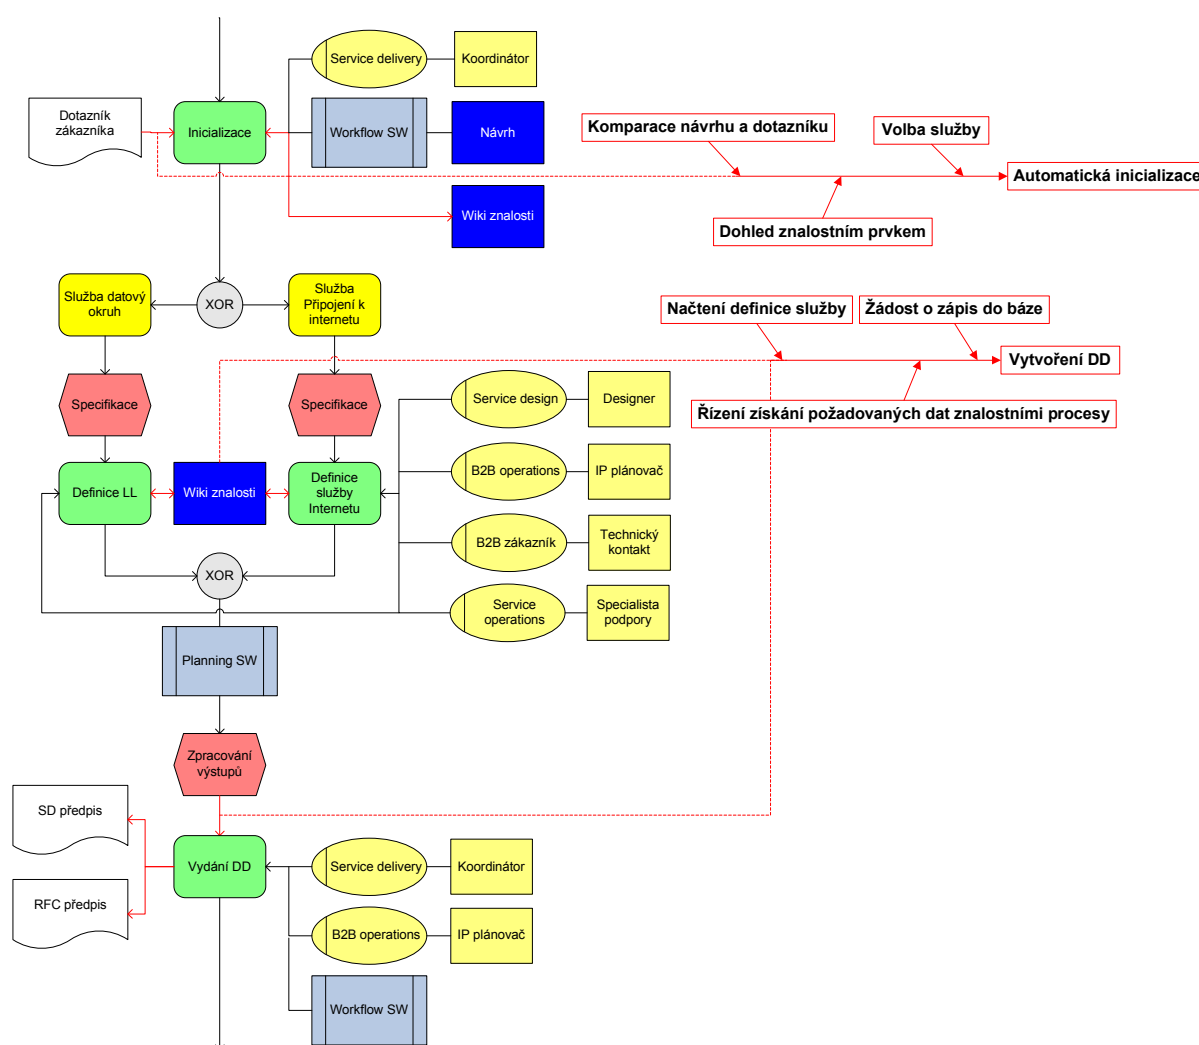 Service delivery
Koordinátor
Dotazník
zákazníka
Inicializace
Workflow SW
Návrh
Komparace návrhu a dotazníku
Volba služby
Automatická inicializace
Wiki znalosti
Dohled znalostním prvkem
Služba datový
okruh
XOR
Služba
Připojení k
internetu
Načtení definice služby
Žádost o zápis do báze
Vytvoření DD
Specifikace
Specifikace
Service design
Designer
Řízení získání požadovaných dat znalostními procesy
Definice LL
Wiki znalosti
Definice
služby
Internetu
B2B operations
IP plánovač
B2B zákazník
Technický
kontakt
XOR
Service
operations
Specialista
podpory
Planning SW
Zpracování
výstupů
SD předpis
Vydání DD
Service delivery
Koordinátor
RFC předpis
B2B operations
IP plánovač
Workflow SW